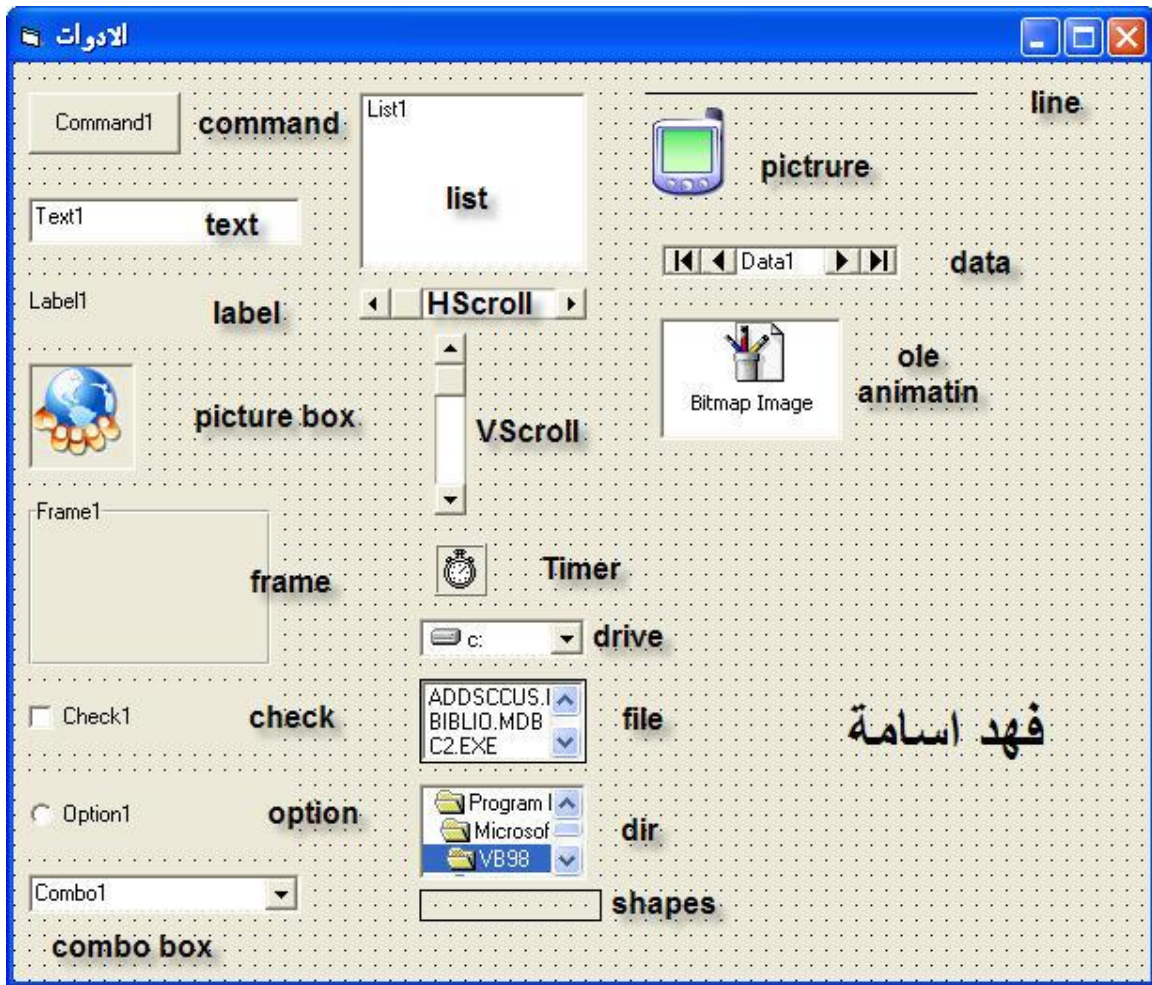 الادوات
Command1
command
Text1
text
Label1
label
picture box
Frame1
frame
Check1
check
Option1
option
Combo1
combo box
List1
list
HScroll
V.Scroll
Timer
c:
drive
ADDSCCUS.
BIBLIO.MDB
C2.EXE
file
Program
Microsof
VB98
dir
shapes
line
pictrure
Data1
data
Bitmap Image
ole
animatin
فهد اسامة